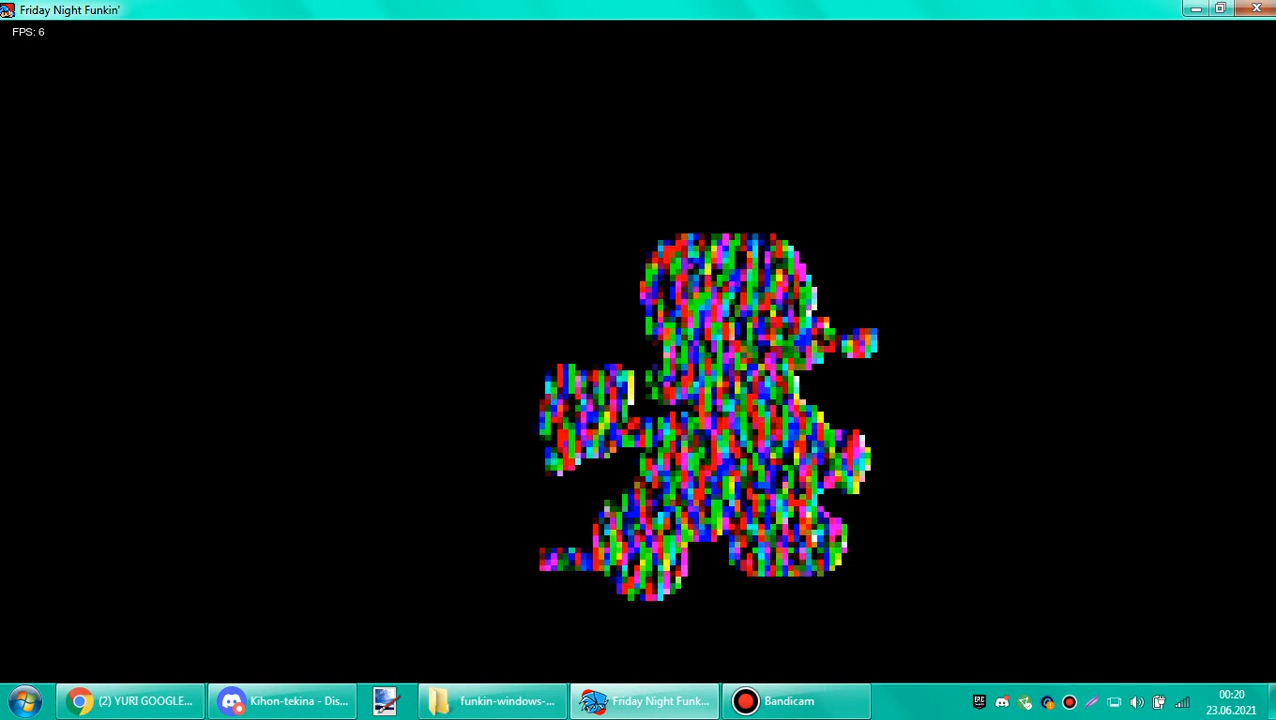 Friday Night Funkin'
FPS: 6
(2) YURI GOOGLE...
Kihon-tekina - Dis...
funkin-windows-...
Friday Night Funk...
Bandicam
00:20
23.06.2021